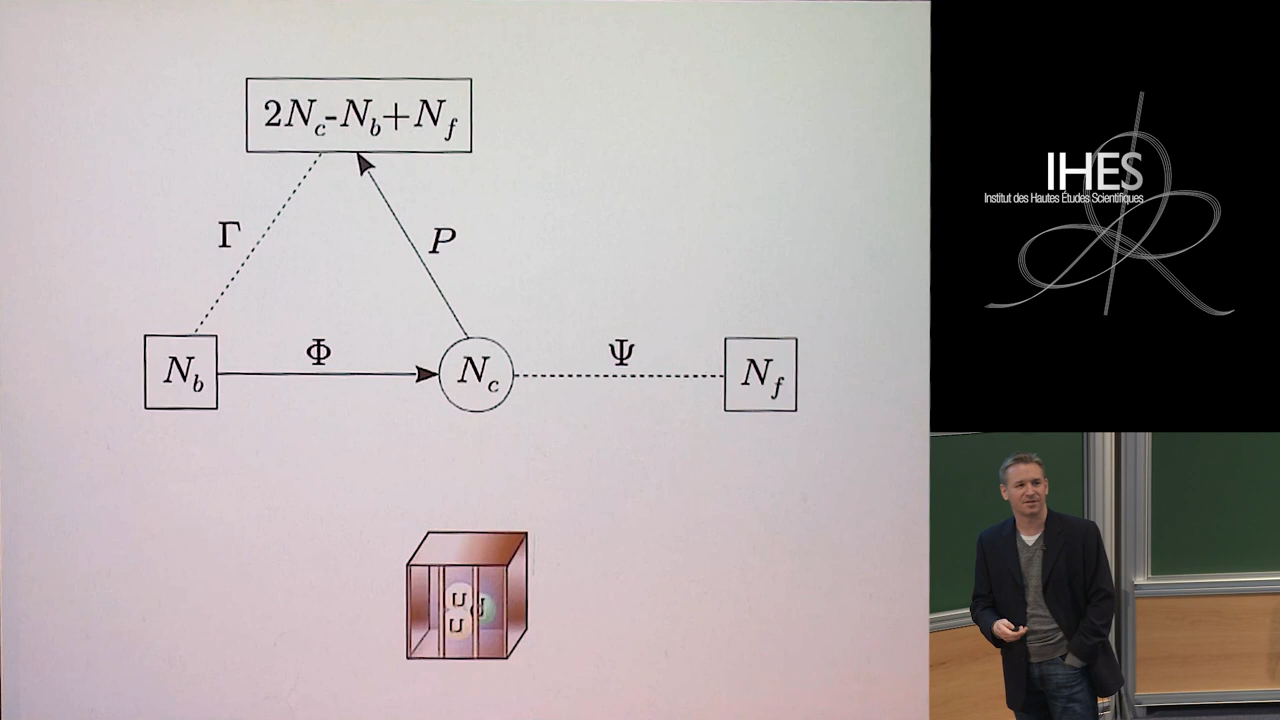 2N_c-N_b+N_f
Γ
P
N_b
Φ
N_c
Ψ
N_f
U
U
IHES
Institut des Hautes Études Scientifiques